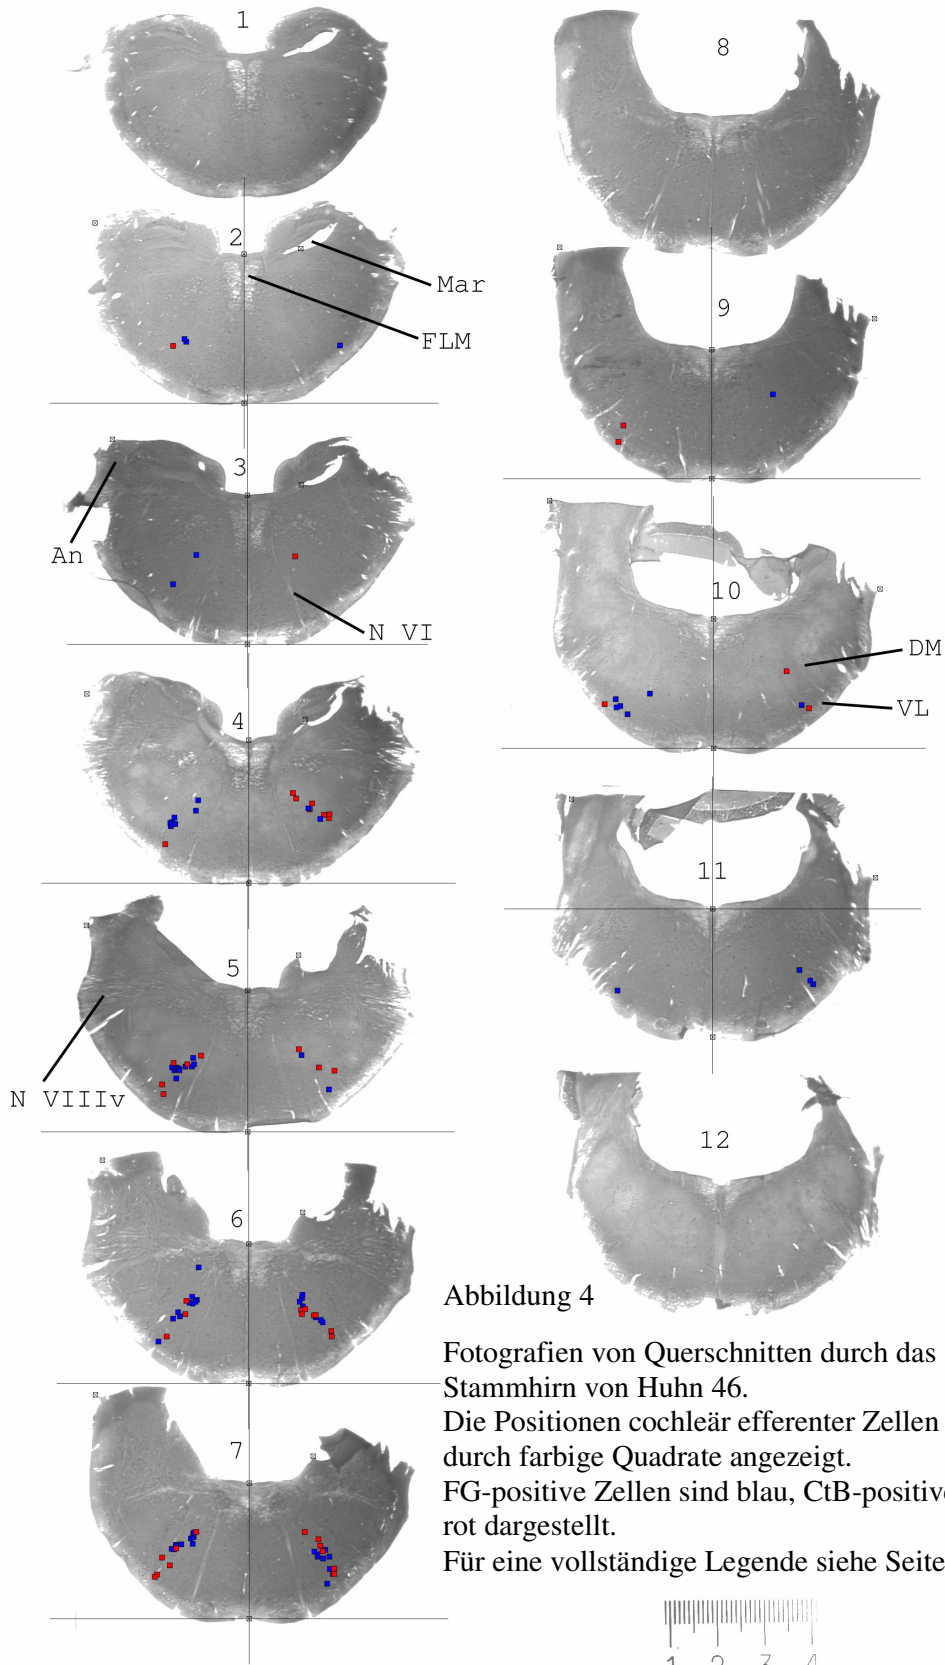 1
2
Mar
FLM
3
An
N VI
4
5
N VIIIv
6
7
8
9
10
DM
VL
11
12
Abbildung 4
Fotografien von Querschnitten durch das
Stammhirn von Huhn 46.
Die Positionen cochleär efferenter Zellen
durch farbige Quadrate angezeigt.
FG-positive Zellen sind blau, CtB-positive
rot dargestellt.
Für eine vollständige Legende siehe Seite
1 2 3 4